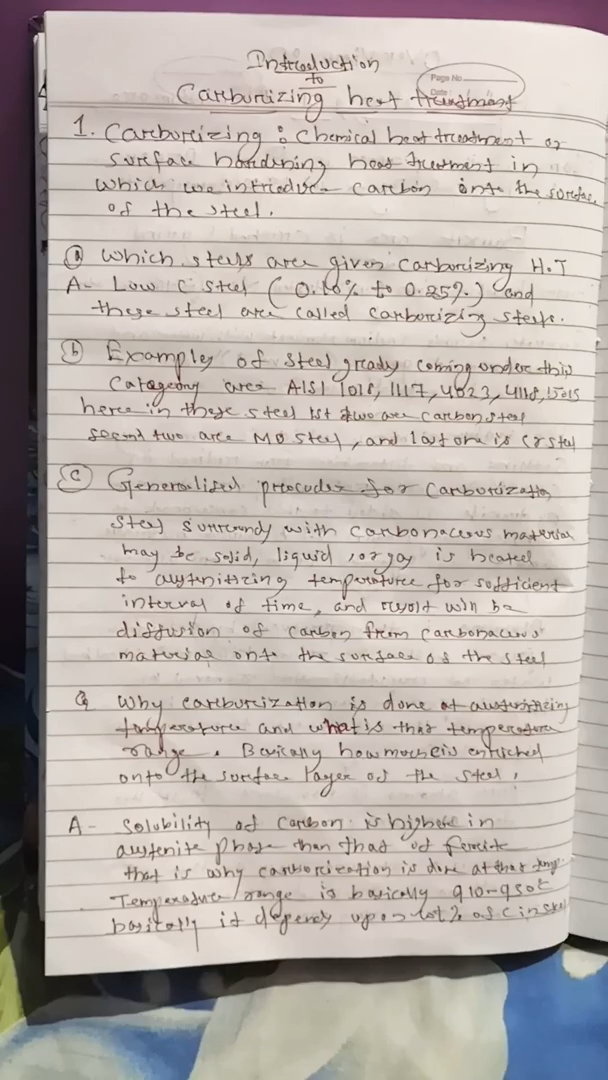 Introduction
to
Page No.
Date
Carburizing heat treatment
1. Carburizing : Chemical heat treatment or
surface hardening heat treatment in
which we introduce carbon onto the surface
of the steel.
(a) Which steels are given carburizing H.T
A- Low C steel ( 0.10% to 0.25%.) and
these steel are called carburizing steels.
(b) Examples of steel grady coming under this
Category are AISI 1018, 1117, 4023, 4118, 5015
here in these steel 1st two are carbon steel
second two are MO steel, and last one is Cr steel
(c) Generalised procoder for Carburization
Steel surroundy with carbonaceous material
may be solid, liquid, or gas is heated
to austenitizing temperature for sufficient
interval of time, and result will be
diffusion of carbon from carbonaceous
material onto the surface of the steel
Q Why carburization is done at austenitizing
temperature and what is that temperature
range. Basically how much is enriched
onto the surface layer of the steel.
A- Solubility of carbon is higher in
austenite phase than that of ferrite
that is why carburization is done at that temp.
Temperature range is basically 910-950°C
basically it depends upon % of C in steel